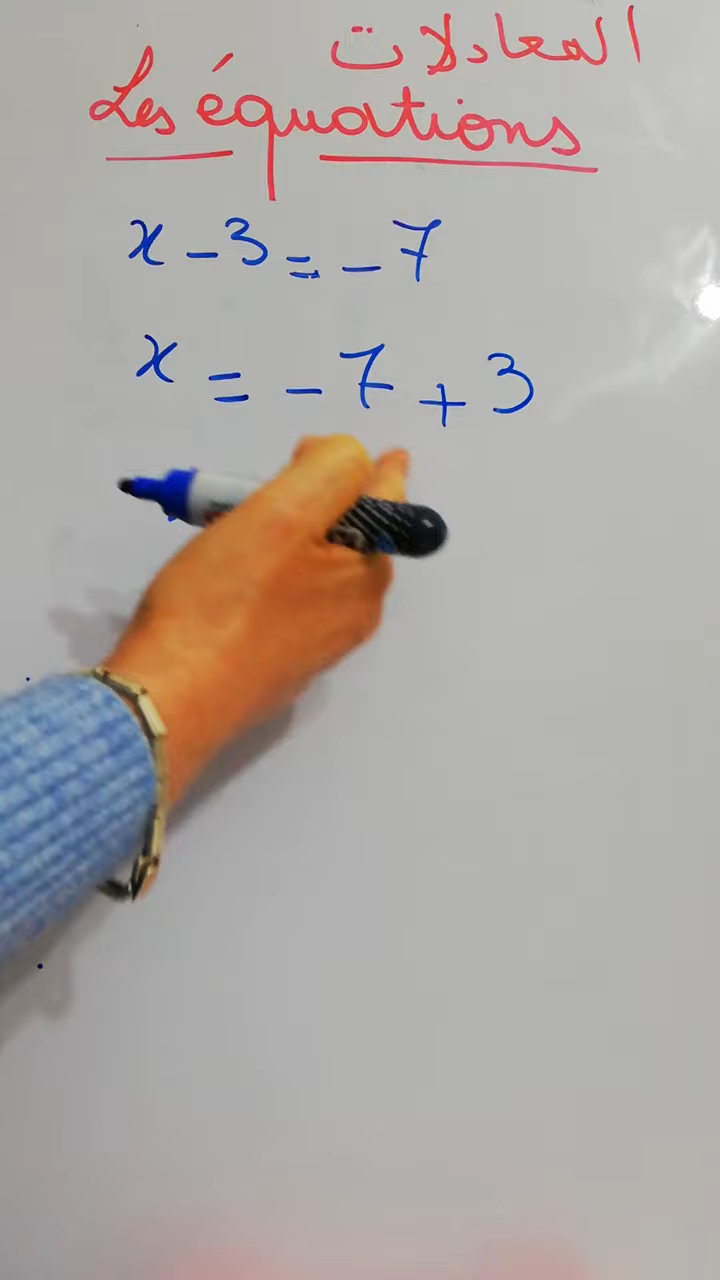 المعادلات
Les équations
x - 3 = - 7
x = - 7 + 3